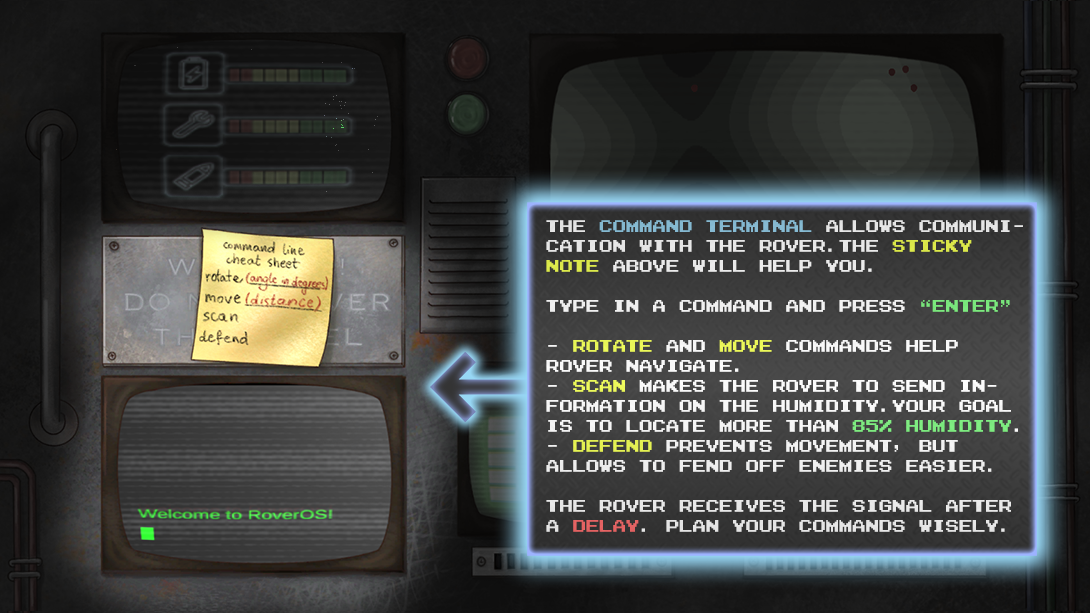 command line
cheat sheet
rotate (angle in degrees)
move (distance)
scan
defend
Welcome to RoverOS!
THE COMMAND TERMINAL ALLOWS COMMUNI-
CATION WITH THE ROVER. THE STICKY
NOTE ABOVE WILL HELP YOU.
TYPE IN A COMMAND AND PRESS “ENTER”
- ROTATE AND MOVE COMMANDS HELP
ROVER NAVIGATE.
- SCAN MAKES THE ROVER TO SEND IN-
FORMATION ON THE HUMIDITY. YOUR GOAL
IS TO LOCATE MORE THAN 85% HUMIDITY.
- DEFEND PREVENTS MOVEMENT, BUT
ALLOWS TO FEND OFF ENEMIES EASIER.
THE ROVER RECEIVES THE SIGNAL AFTER
A DELAY. PLAN YOUR COMMANDS WISELY.